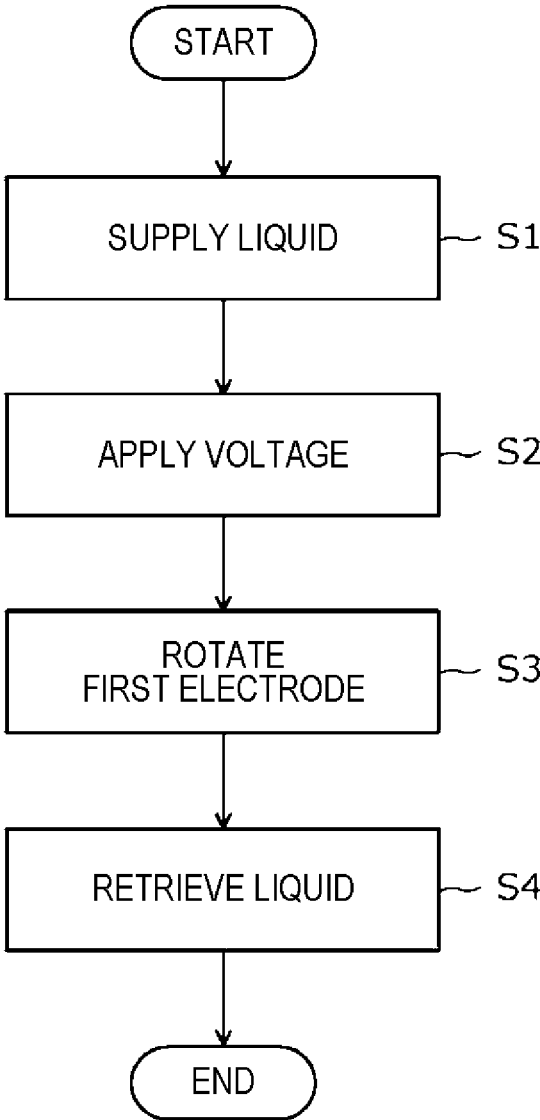 START
SUPPLY LIQUID
S1
APPLY VOLTAGE
S2
ROTATE
FIRST ELECTRODE
S3
RETRIEVE LIQUID
S4
END